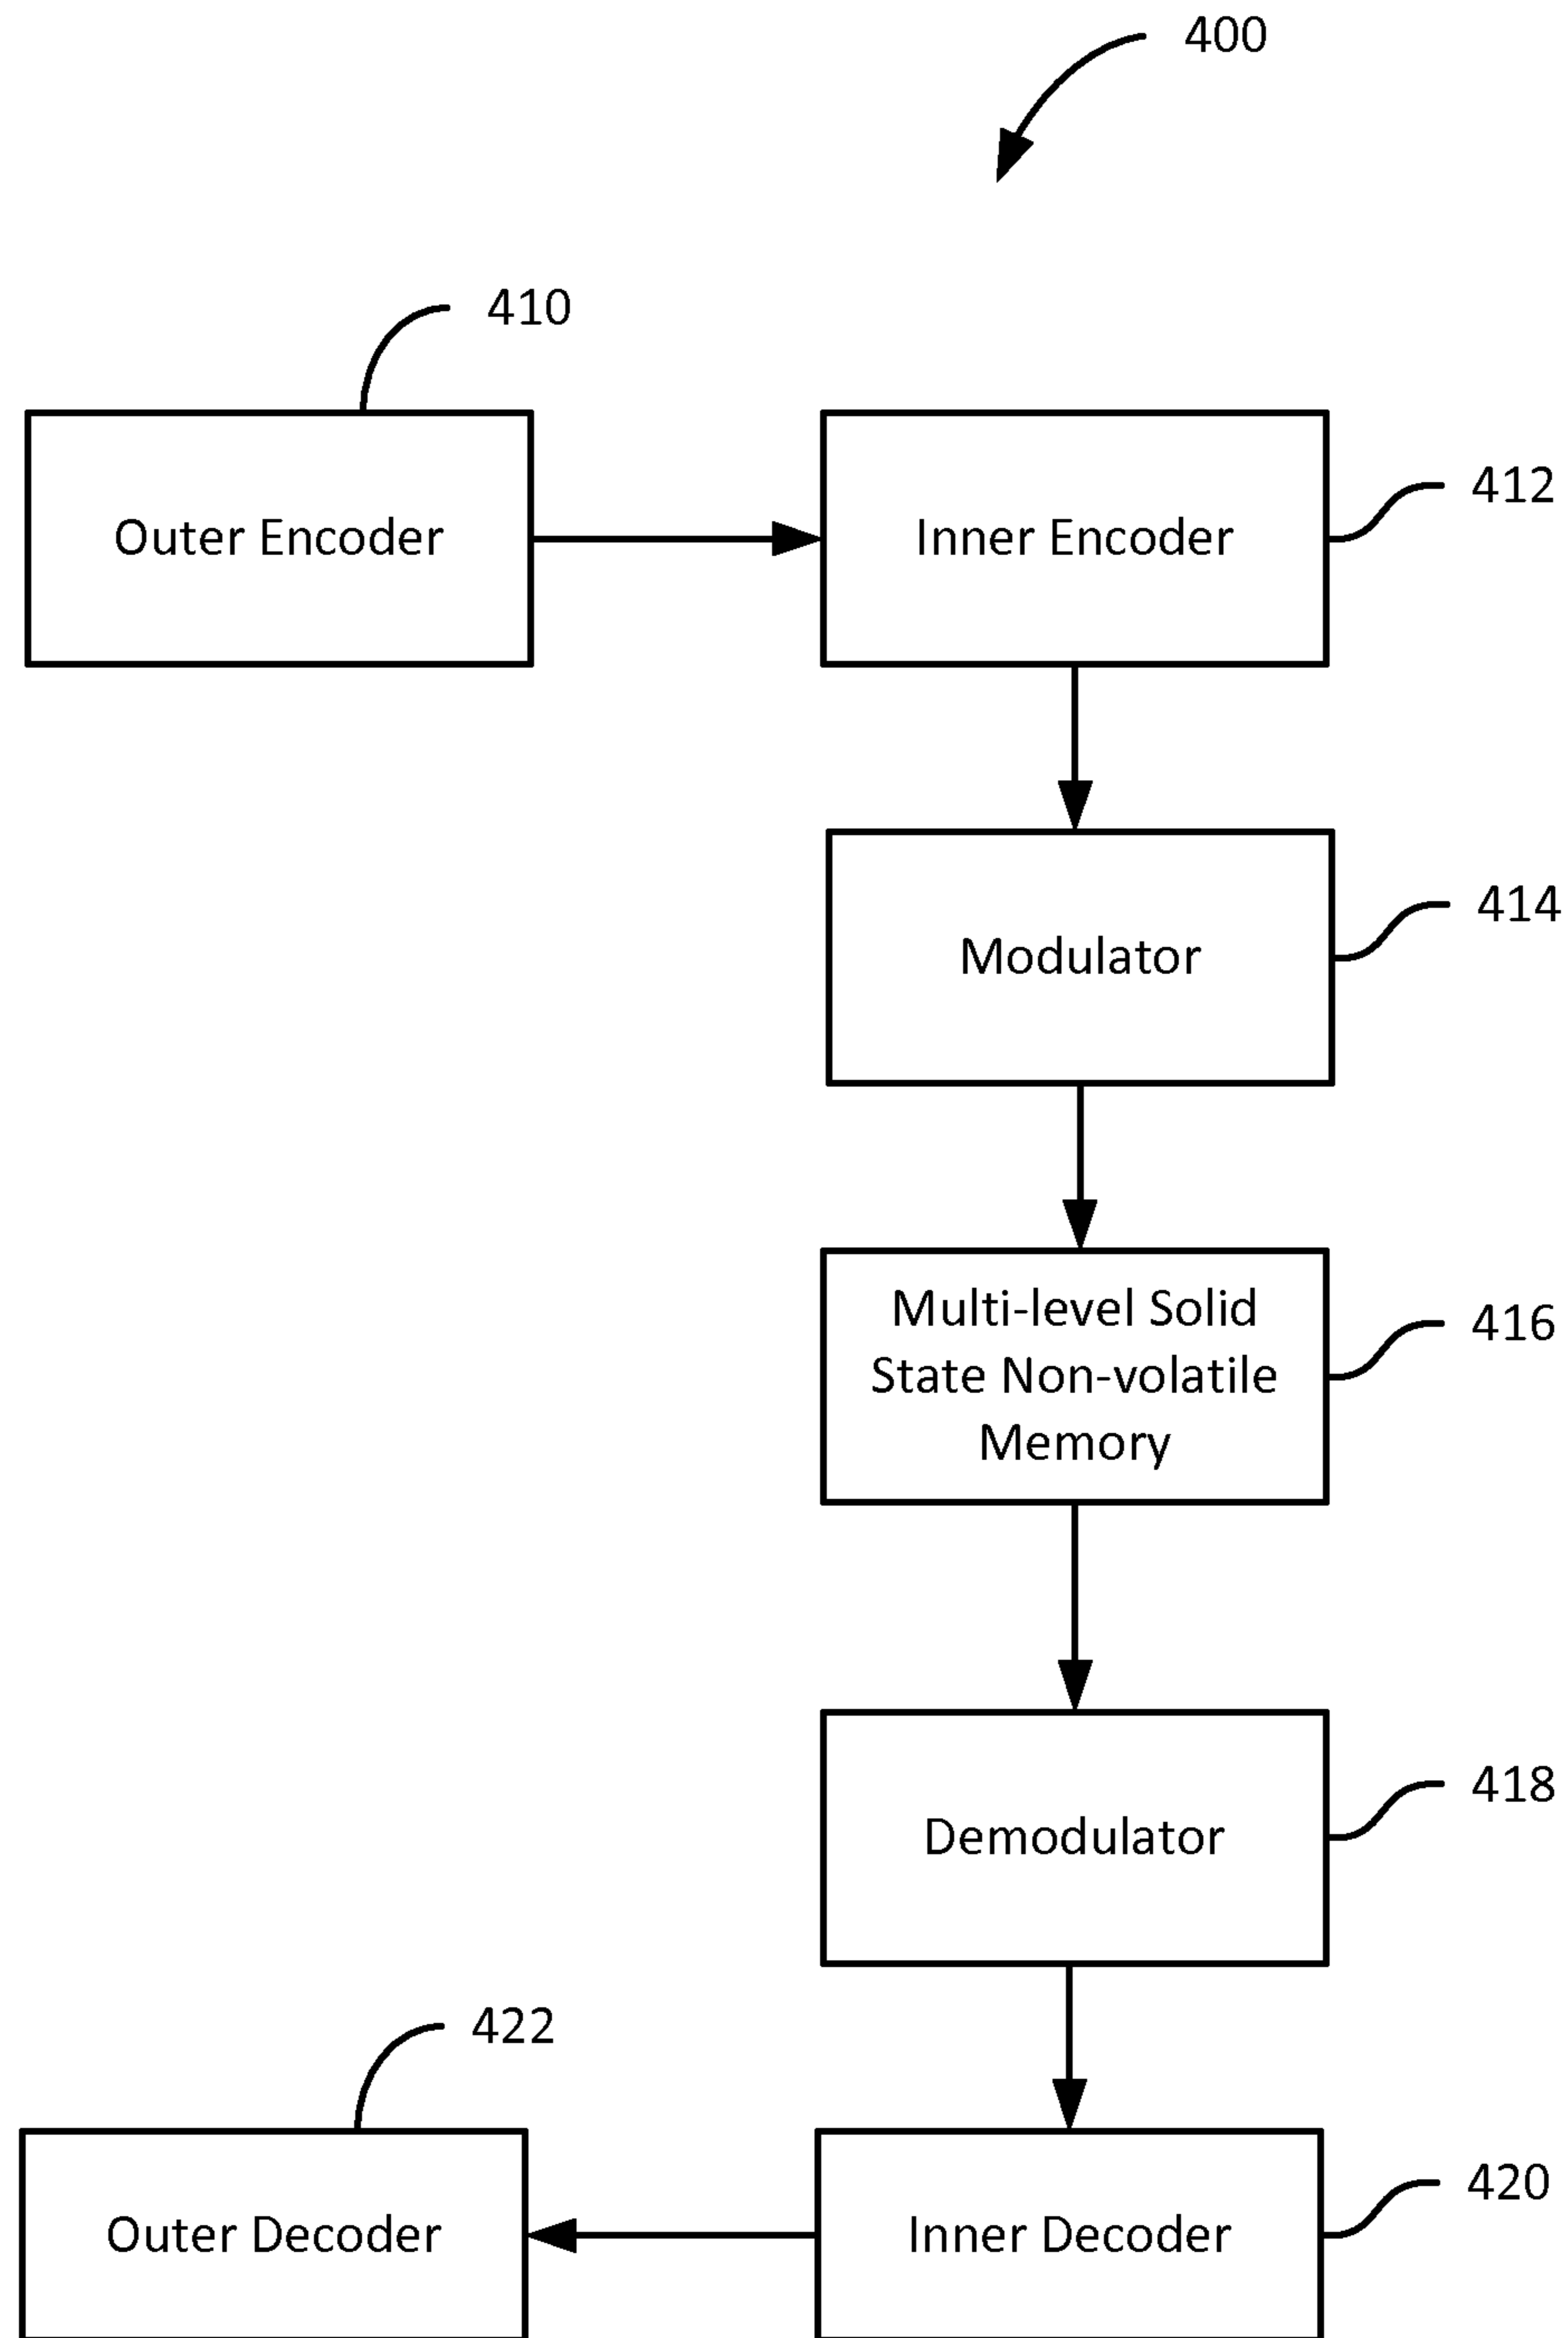 400
410
Outer Encoder
Inner Encoder
412
Modulator
414
Multi-level Solid
State Non-volatile
Memory
416
Demodulator
418
422
Outer Decoder
Inner Decoder
420